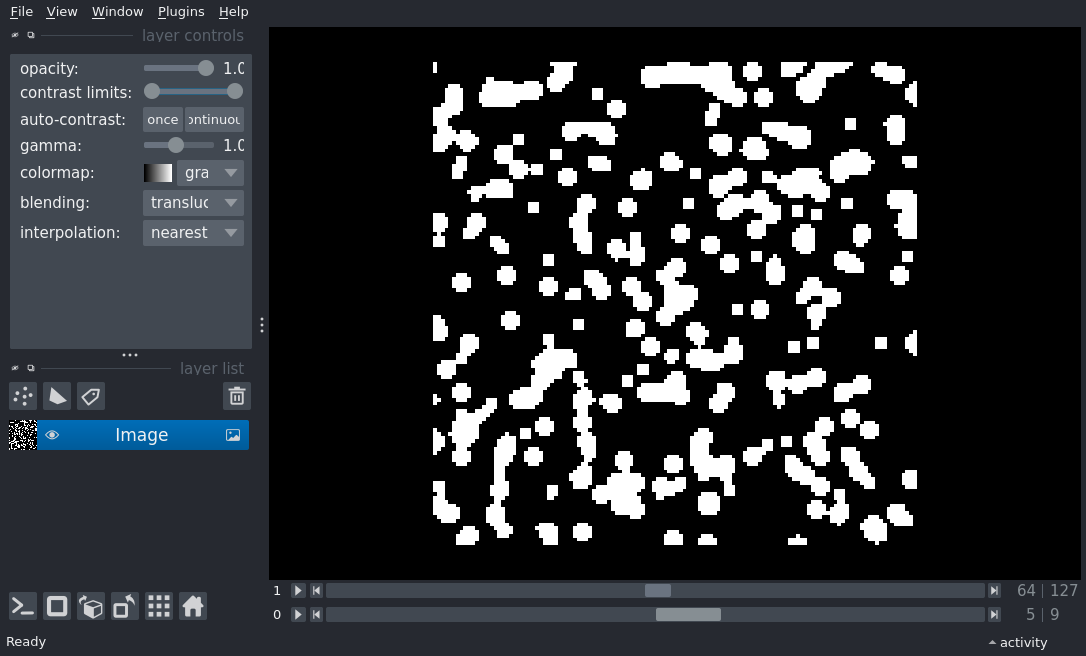 File View Window Plugins Help
layer controls
opacity: 1.0
contrast limits:
auto-contrast: once ontinuou
gamma: 1.0
colormap: gra
blending: transluc
interpolation: nearest
layer list
Image
1 64 | 127
0 5 | 9
Ready activity